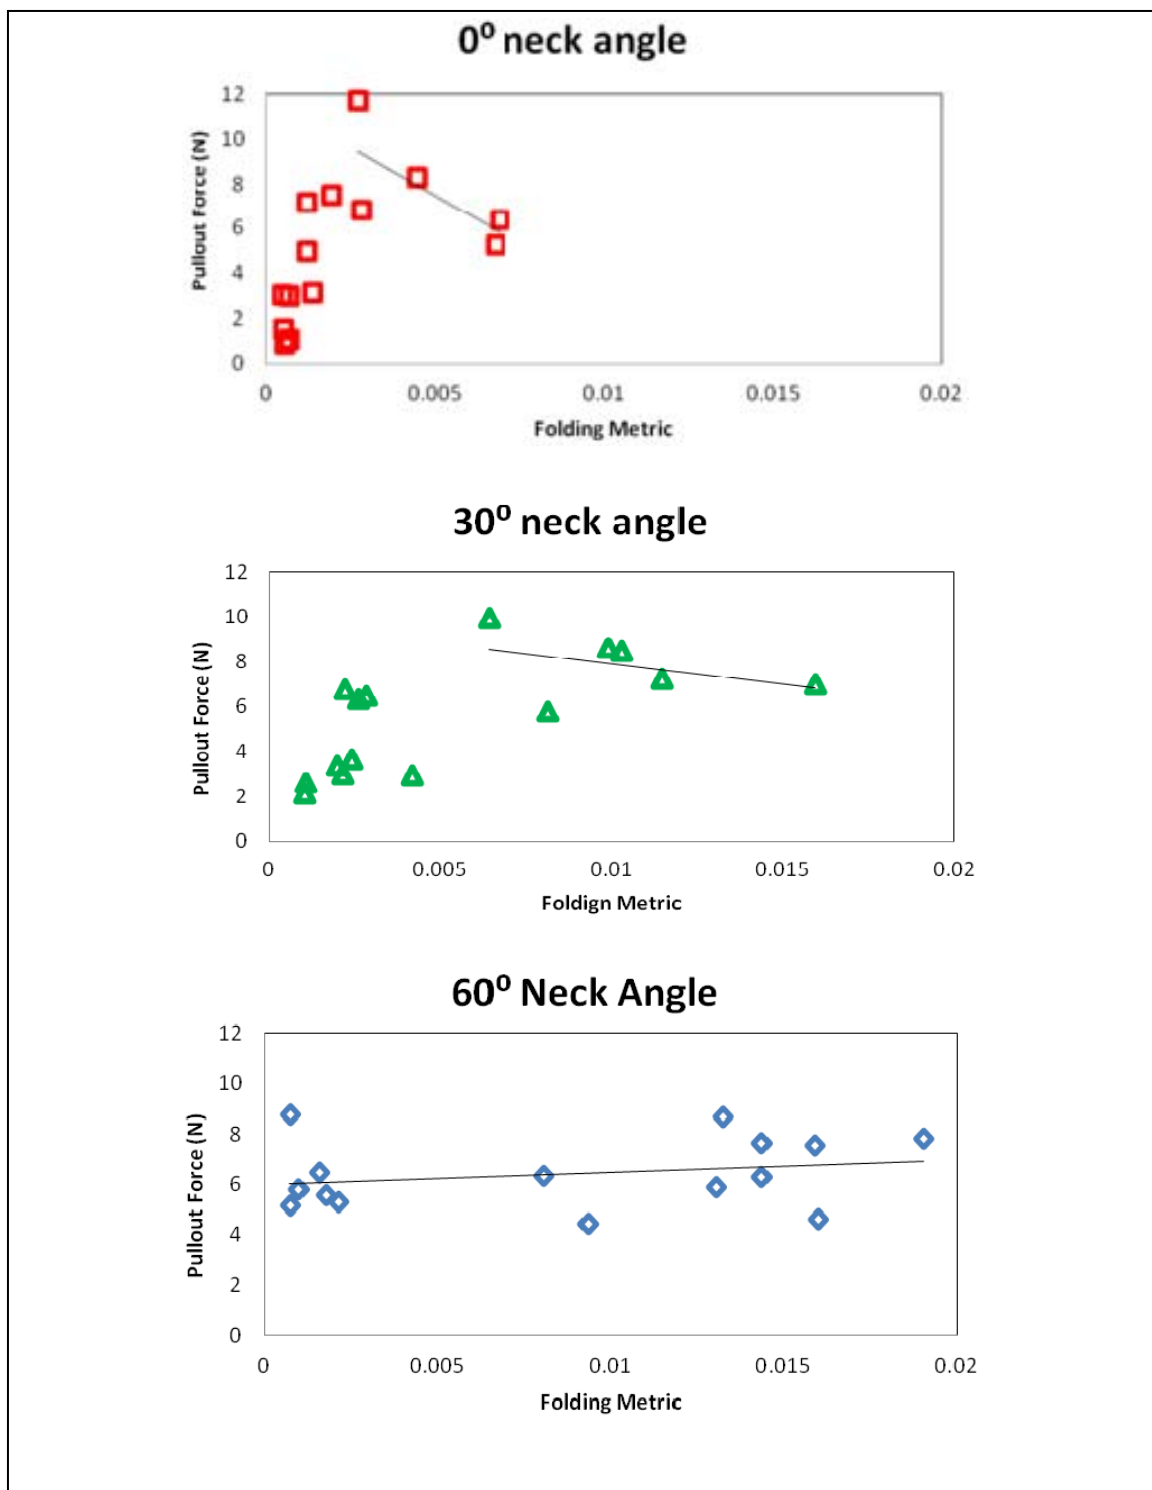 0⁰ neck angle
12
10
8
6
4
2
0
Pullout Force (N)
0 0.005 0.01 0.015 0.02
Folding Metric
30⁰ neck angle
12
10
8
6
4
2
0
Pullout Force (N)
0 0.005 0.01 0.015 0.02
Foldign Metric
60⁰ Neck Angle
12
10
8
6
4
2
0
Pullout Force (N)
0 0.005 0.01 0.015 0.02
Folding Metric